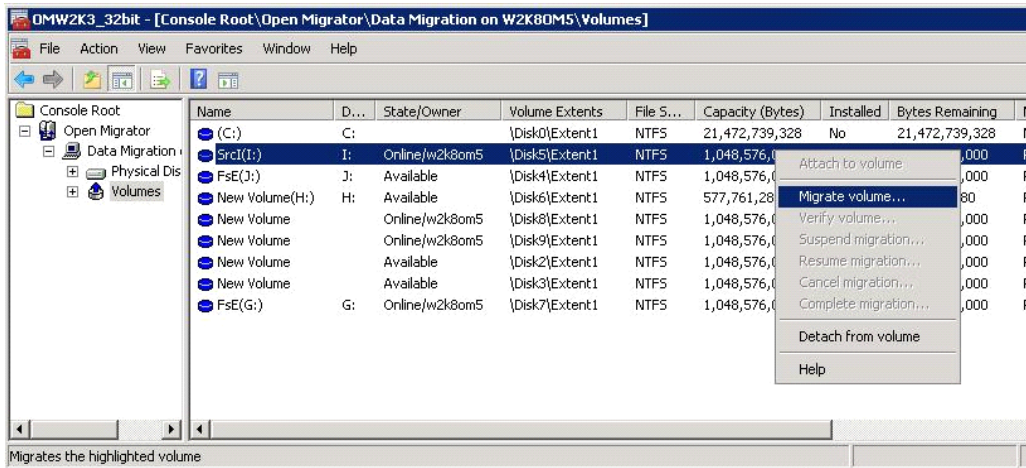 OMW2K3_32bit - [Console Root\Open Migrator\Data Migration on W2K8OM5\Volumes]
File Action View Favorites Window Help
Console Root
Open Migrator
Data Migration
Physical Dis
Volumes
Name D... State/Owner Volume Extents File S... Capacity (Bytes) Installed Bytes Remaining
(C:) C: \Disk0\Extent1 NTFS 21,472,739,328 No 21,472,739,328
SrcI(I:) I: Online/w2k8om5 \Disk5\Extent1 NTFS 1,048,576,0 ,000
FsE(J:) J: Available \Disk4\Extent1 NTFS 1,048,576,0 ,000
New Volume(H:) H: Available \Disk6\Extent1 NTFS 577,761,28 80
New Volume Online/w2k8om5 \Disk8\Extent1 NTFS 1,048,576,0 ,000
New Volume Online/w2k8om5 \Disk9\Extent1 NTFS 1,048,576,0 ,000
New Volume Available \Disk2\Extent1 NTFS 1,048,576,0 ,000
New Volume Available \Disk3\Extent1 NTFS 1,048,576,0 ,000
FsE(G:) G: Online/w2k8om5 \Disk7\Extent1 NTFS 1,048,576,0 ,000
Attach to volume
Migrate volume...
Verify volume...
Suspend migration...
Resume migration...
Cancel migration...
Complete migration...
Detach from volume
Help
Migrates the highlighted volume